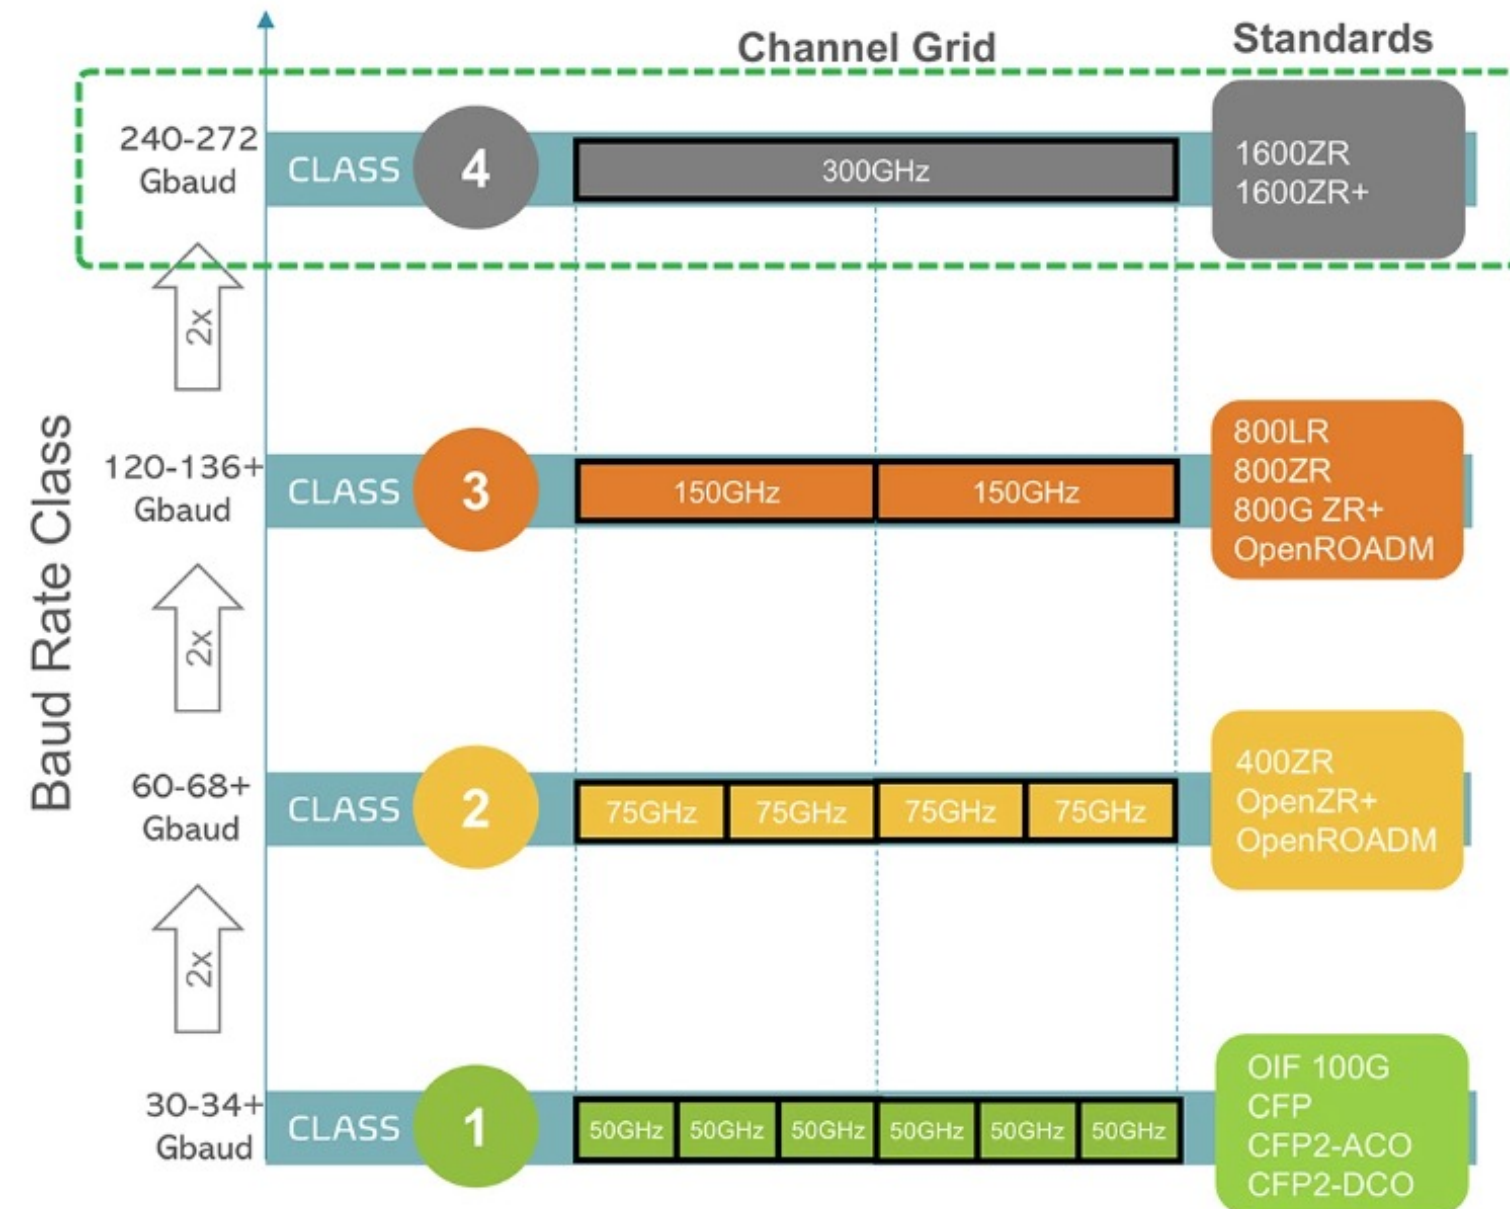 Channel Grid
Standards
Baud Rate Class
240-272
Gbaud
CLASS
4
300GHz
1600ZR
1600ZR+
2x
120-136+
Gbaud
CLASS
3
150GHz
150GHz
800LR
800ZR
800G ZR+
OpenROADM
2x
60-68+
Gbaud
CLASS
2
75GHz
75GHz
75GHz
75GHz
400ZR
OpenZR+
OpenROADM
2x
30-34+
Gbaud
CLASS
1
50GHz
50GHz
50GHz
50GHz
50GHz
50GHz
OIF 100G
CFP
CFP2-ACO
CFP2-DCO